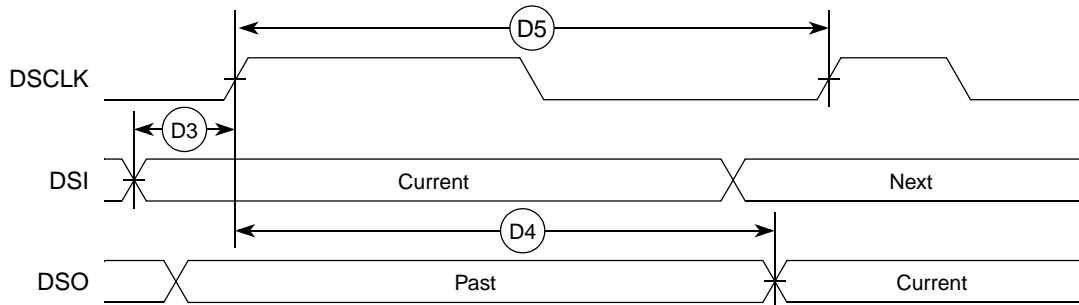 D5
DSCLK
D3
DSI
Current
Next
D4
DSO
Past
Current